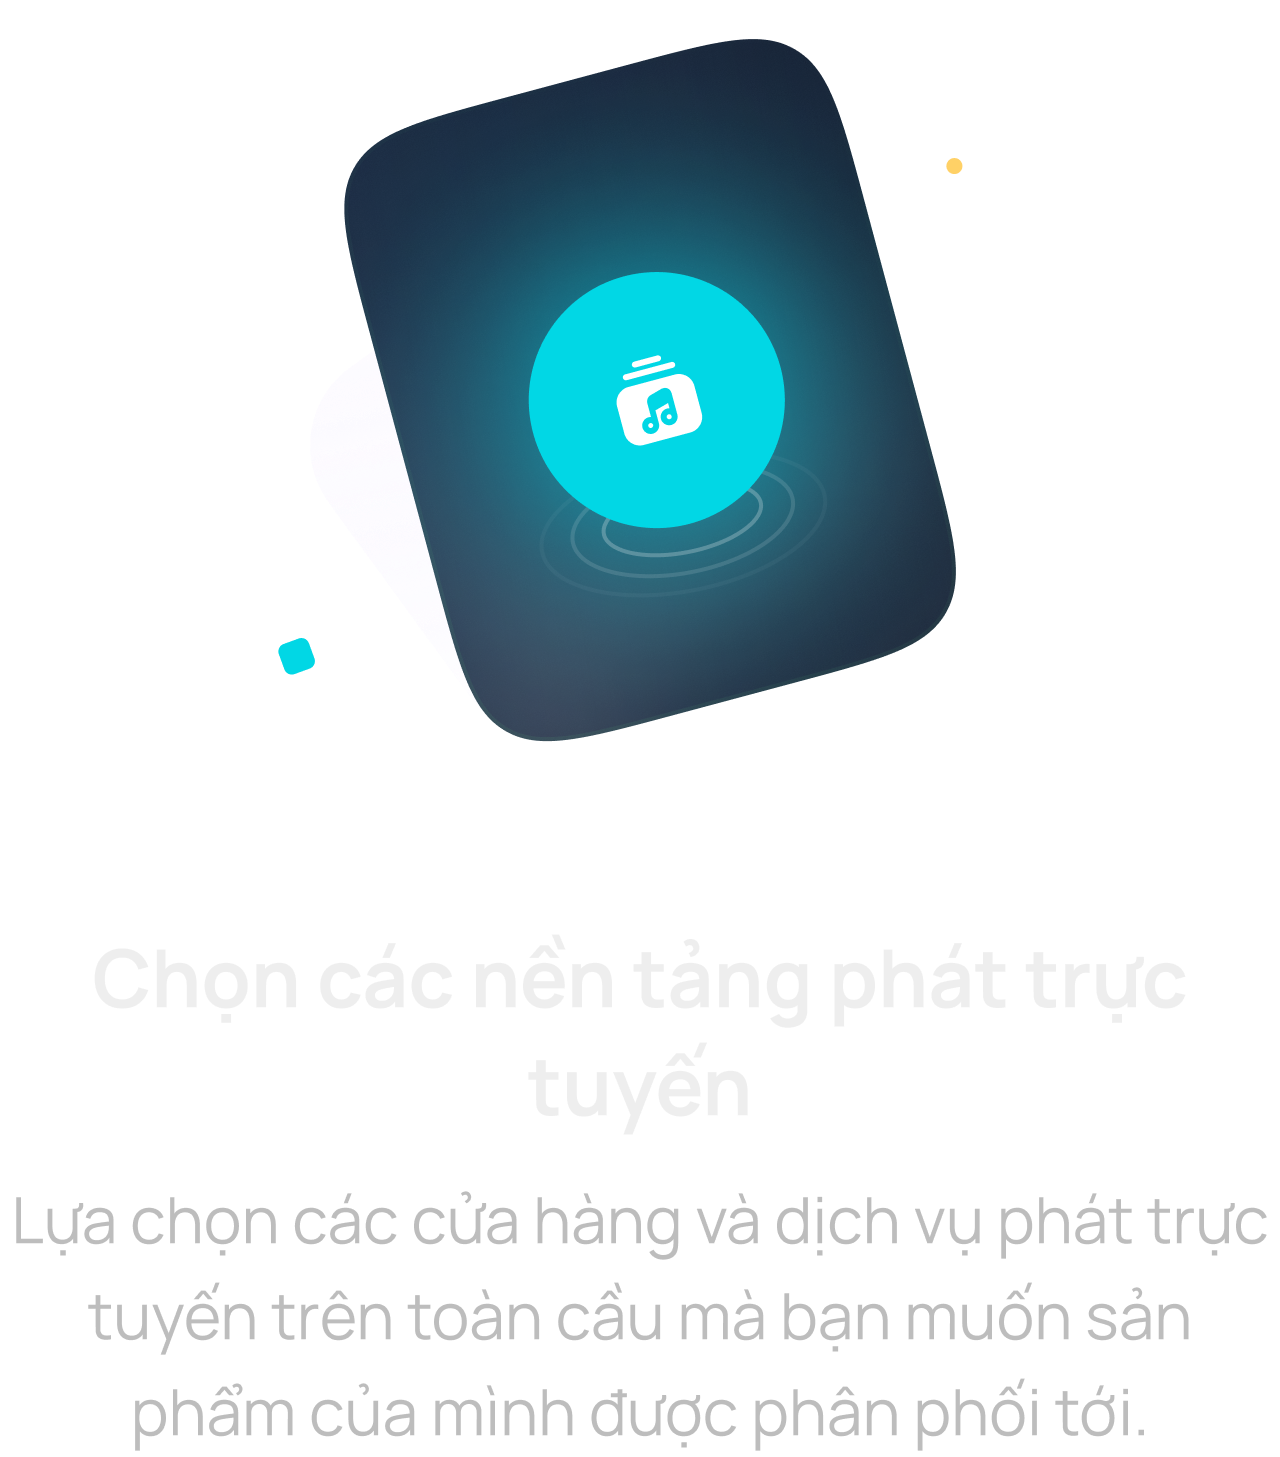 Chọn các nền tảng phát trực
tuyến
Lựa chọn các cửa hàng và dịch vụ phát trực
tuyến trên toàn cầu mà bạn muốn sản
phẩm của mình được phân phối tới.